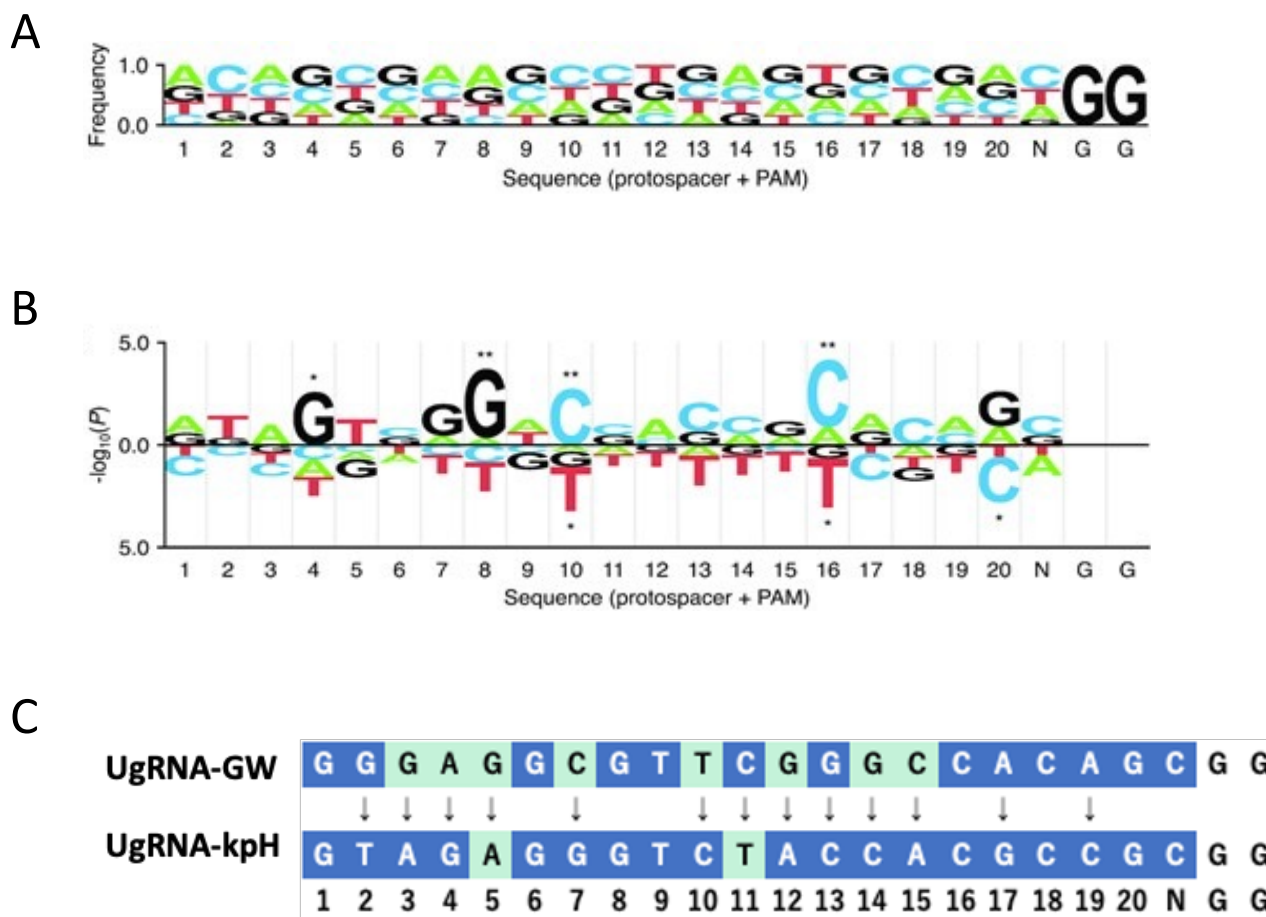 A
Frequency
1.0
0.0
A C A G C G A A G C C T G A G T G C G A C G G
1 2 3 4 5 6 7 8 9 10 11 12 13 14 15 16 17 18 19 20 N G G
Sequence (protospacer + PAM)
B
-log10(P)
5.0
0.0
5.0
* ** ** **
A T A G T C G G A C C A C C G C A C A G C
* * *
1 2 3 4 5 6 7 8 9 10 11 12 13 14 15 16 17 18 19 20 N G G
Sequence (protospacer + PAM)
C
UgRNA-GW G G G A G G C G T T C G G G C C A C A G C G G
UgRNA-kpH G T A G A G G G T C T A C C A C G C C G C G G
1 2 3 4 5 6 7 8 9 10 11 12 13 14 15 16 17 18 19 20 N G G